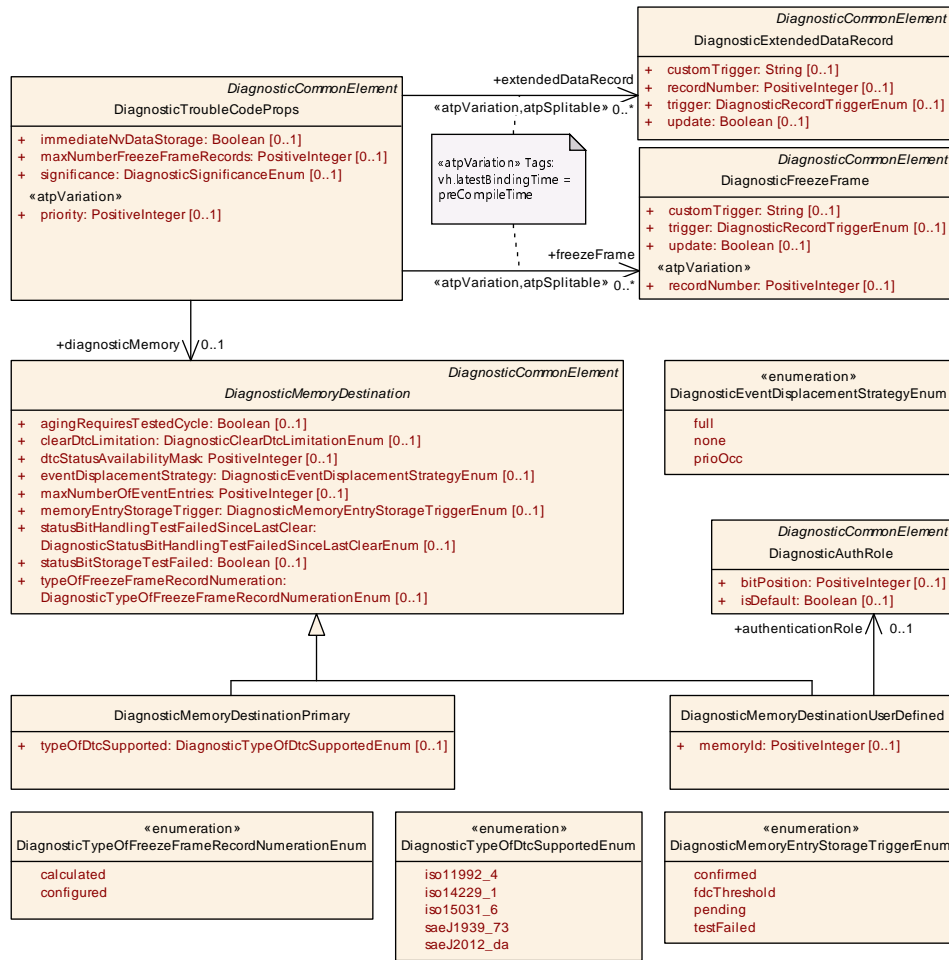 DiagnosticCommonElement
DiagnosticExtendedDataRecord
+ customTrigger: String [0..1]
+ recordNumber: PositiveInteger [0..1]
+ trigger: DiagnosticRecordTriggerEnum [0..1]
+ update: Boolean [0..1]
DiagnosticCommonElement
DiagnosticTroubleCodeProps
+ immediateNvDataStorage: Boolean [0..1]
+ maxNumberFreezeFrameRecords: PositiveInteger [0..1]
+ significance: DiagnosticSignificanceEnum [0..1]
«atpVariation»
+ priority: PositiveInteger [0..1]
+extendedDataRecord
«atpVariation,atpSplitable» 0..*
«atpVariation» Tags:
vh.latestBindingTime =
preCompileTime
+freezeFrame
«atpVariation,atpSplitable» 0..*
DiagnosticCommonElement
DiagnosticFreezeFrame
+ customTrigger: String [0..1]
+ trigger: DiagnosticRecordTriggerEnum [0..1]
+ update: Boolean [0..1]
«atpVariation»
+ recordNumber: PositiveInteger [0..1]
+diagnosticMemory 0..1
DiagnosticCommonElement
DiagnosticMemoryDestination
+ agingRequiresTestedCycle: Boolean [0..1]
+ clearDtcLimitation: DiagnosticClearDtcLimitationEnum [0..1]
+ dtcStatusAvailabilityMask: PositiveInteger [0..1]
+ eventDisplacementStrategy: DiagnosticEventDisplacementStrategyEnum [0..1]
+ maxNumberOfEventEntries: PositiveInteger [0..1]
+ memoryEntryStorageTrigger: DiagnosticMemoryEntryStorageTriggerEnum [0..1]
+ statusBitHandlingTestFailedSinceLastClear:
DiagnosticStatusBitHandlingTestFailedSinceLastClearEnum [0..1]
+ statusBitStorageTestFailed: Boolean [0..1]
+ typeOfFreezeFrameRecordNumeration:
DiagnosticTypeOfFreezeFrameRecordNumerationEnum [0..1]
«enumeration»
DiagnosticEventDisplacementStrategyEnum
full
none
prioOcc
DiagnosticCommonElement
DiagnosticAuthRole
+ bitPosition: PositiveInteger [0..1]
+ isDefault: Boolean [0..1]
+authenticationRole 0..1
DiagnosticMemoryDestinationPrimary
+ typeOfDtcSupported: DiagnosticTypeOfDtcSupportedEnum [0..1]
DiagnosticMemoryDestinationUserDefined
+ memoryId: PositiveInteger [0..1]
«enumeration»
DiagnosticTypeOfFreezeFrameRecordNumerationEnum
calculated
configured
«enumeration»
DiagnosticTypeOfDtcSupportedEnum
iso11992_4
iso14229_1
iso15031_6
saeJ1939_73
saeJ2012_da
«enumeration»
DiagnosticMemoryEntryStorageTriggerEnum
confirmed
fdcThreshold
pending
testFailed